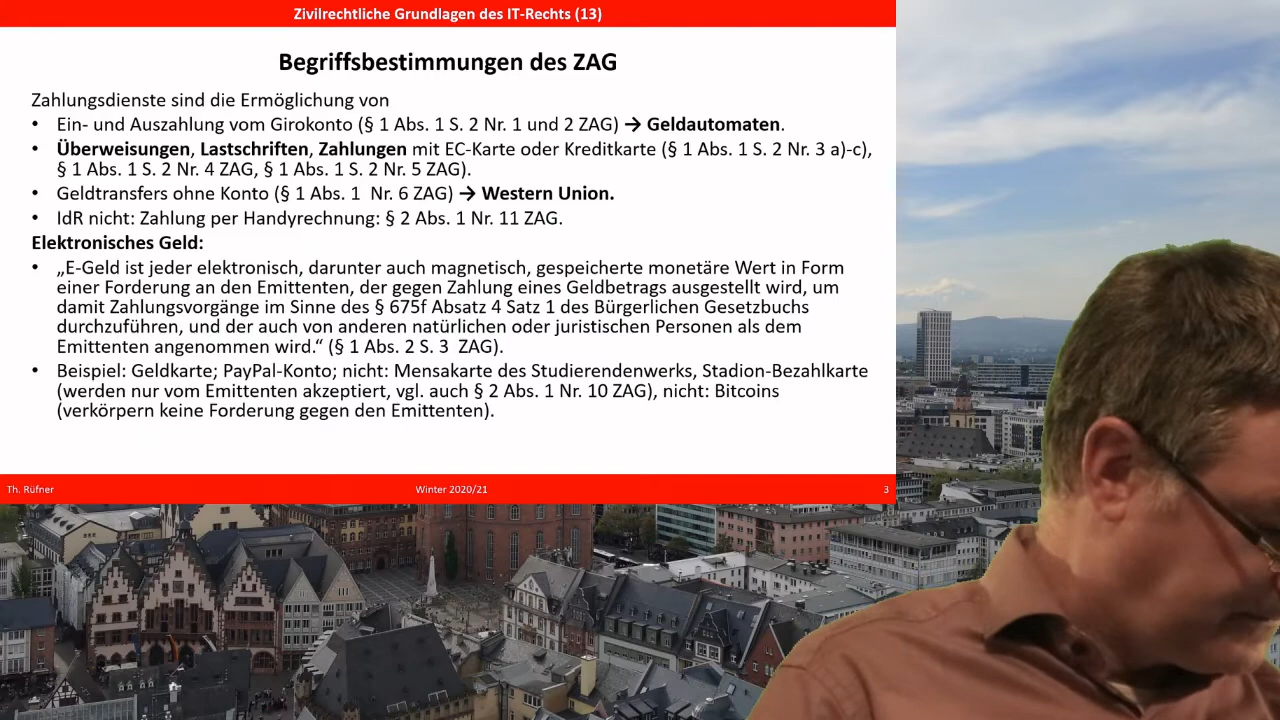 Zivilrechtliche Grundlagen des IT-Rechts (13)
Begriffsbestimmungen des ZAG
Zahlungsdienste sind die Ermöglichung von
• Ein- und Auszahlung vom Girokonto (§ 1 Abs. 1 S. 2 Nr. 1 und 2 ZAG) → Geldautomaten.
• Überweisungen, Lastschriften, Zahlungen mit EC-Karte oder Kreditkarte (§ 1 Abs. 1 S. 2 Nr. 3 a)-c),
§ 1 Abs. 1 S. 2 Nr. 4 ZAG, § 1 Abs. 1 S. 2 Nr. 5 ZAG).
• Geldtransfers ohne Konto (§ 1 Abs. 1  Nr. 6 ZAG) → Western Union.
• IdR nicht: Zahlung per Handyrechnung: § 2 Abs. 1 Nr. 11 ZAG.
Elektronisches Geld:
• „E-Geld ist jeder elektronisch, darunter auch magnetisch, gespeicherte monetäre Wert in Form
einer Forderung an den Emittenten, der gegen Zahlung eines Geldbetrags ausgestellt wird, um
damit Zahlungsvorgänge im Sinne des § 675f Absatz 4 Satz 1 des Bürgerlichen Gesetzbuchs
durchzuführen, und der auch von anderen natürlichen oder juristischen Personen als dem
Emittenten angenommen wird.“ (§ 1 Abs. 2 S. 3  ZAG).
• Beispiel: Geldkarte; PayPal-Konto; nicht: Mensakarte des Studierendenwerks, Stadion-Bezahlkarte
(werden nur vom Emittenten akzeptiert, vgl. auch § 2 Abs. 1 Nr. 10 ZAG), nicht: Bitcoins
(verkörpern keine Forderung gegen den Emittenten).
Th. Rüfner
Winter 2020/21
3